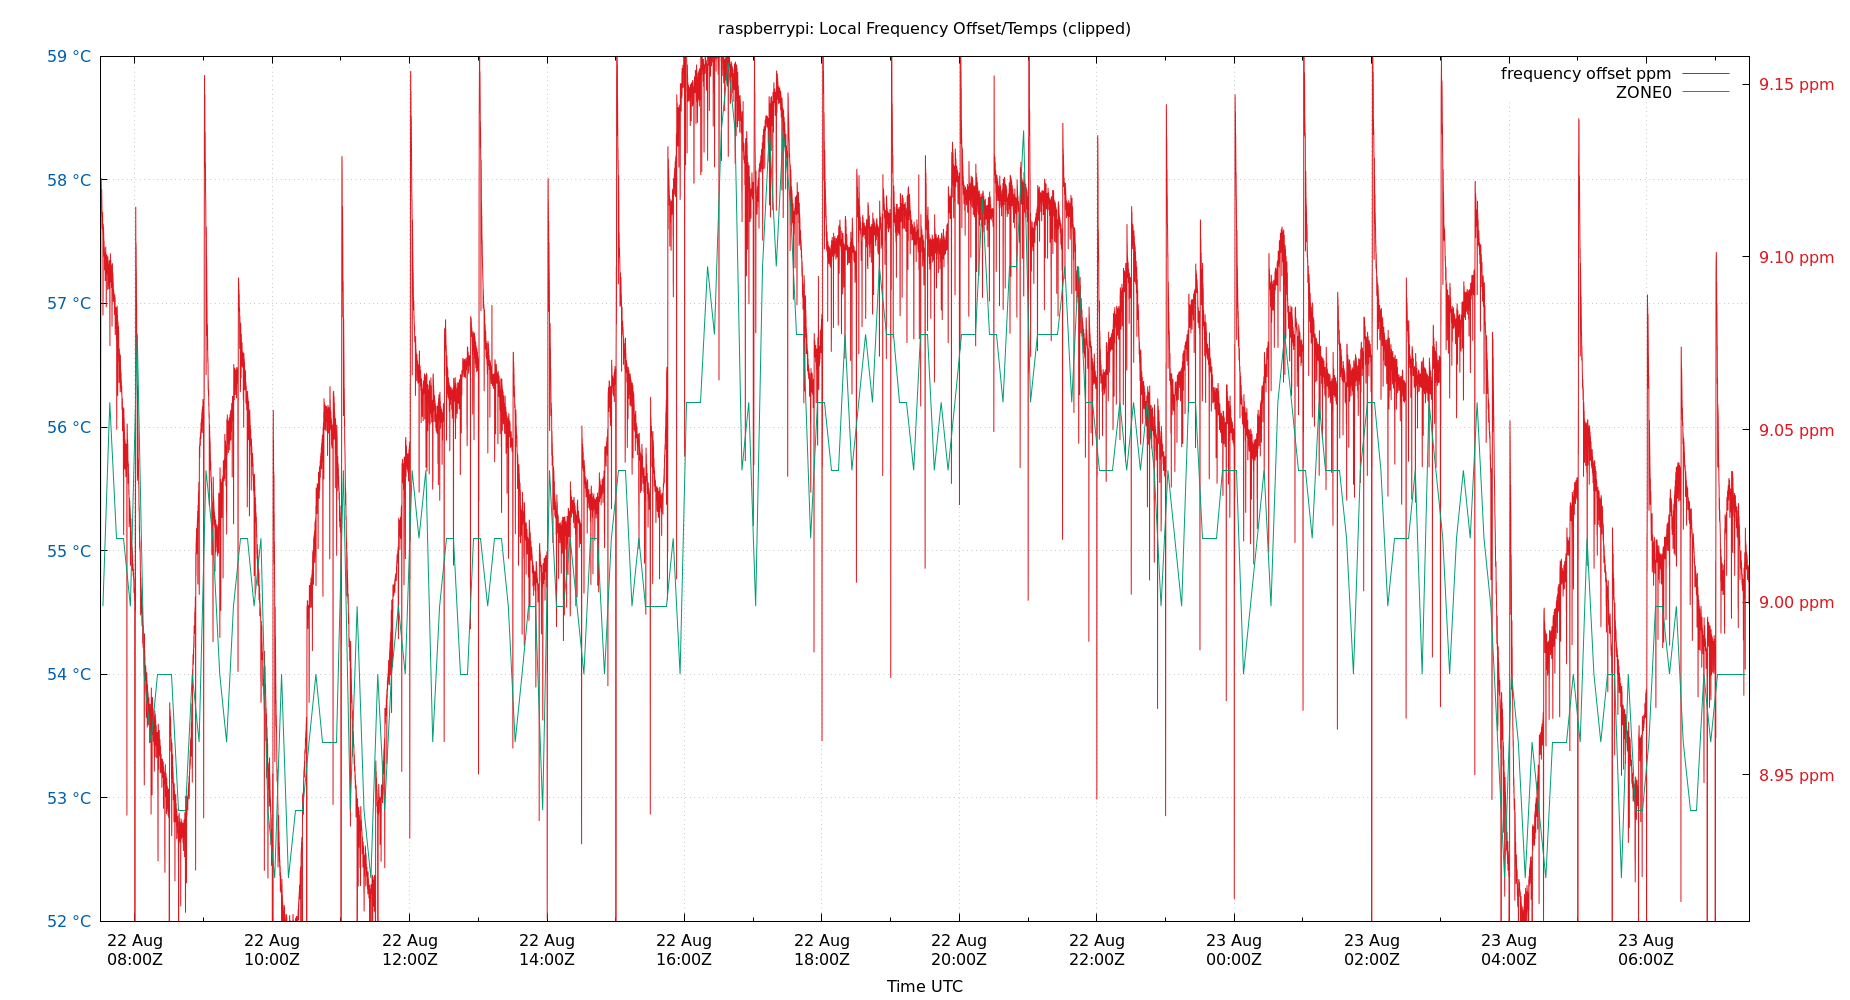 raspberrypi: Local Frequency Offset/Temps (clipped)
frequency offset ppm
ZONE0
59 °C
58 °C
57 °C
56 °C
55 °C
54 °C
53 °C
52 °C
9.15 ppm
9.10 ppm
9.05 ppm
9.00 ppm
8.95 ppm
22 Aug 22 Aug 22 Aug 22 Aug 22 Aug 22 Aug 22 Aug 22 Aug 23 Aug 23 Aug 23 Aug 23 Aug
08:00Z 10:00Z 12:00Z 14:00Z 16:00Z 18:00Z 20:00Z 22:00Z 00:00Z 02:00Z 04:00Z 06:00Z
Time UTC